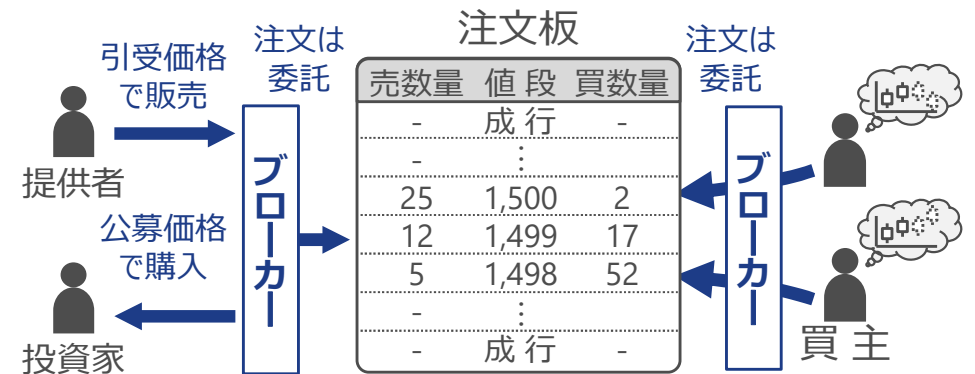 注文板
引受価格
で販売
提供者
公募価格
で購入
投資家
注文は
委託
ブローカー
売数量 値段 買数量
- 成行 -
- ⋮
25 1,500 2
12 1,499 17
5 1,498 52
- ⋮
- 成行 -
注文は
委託
ブローカー
買主